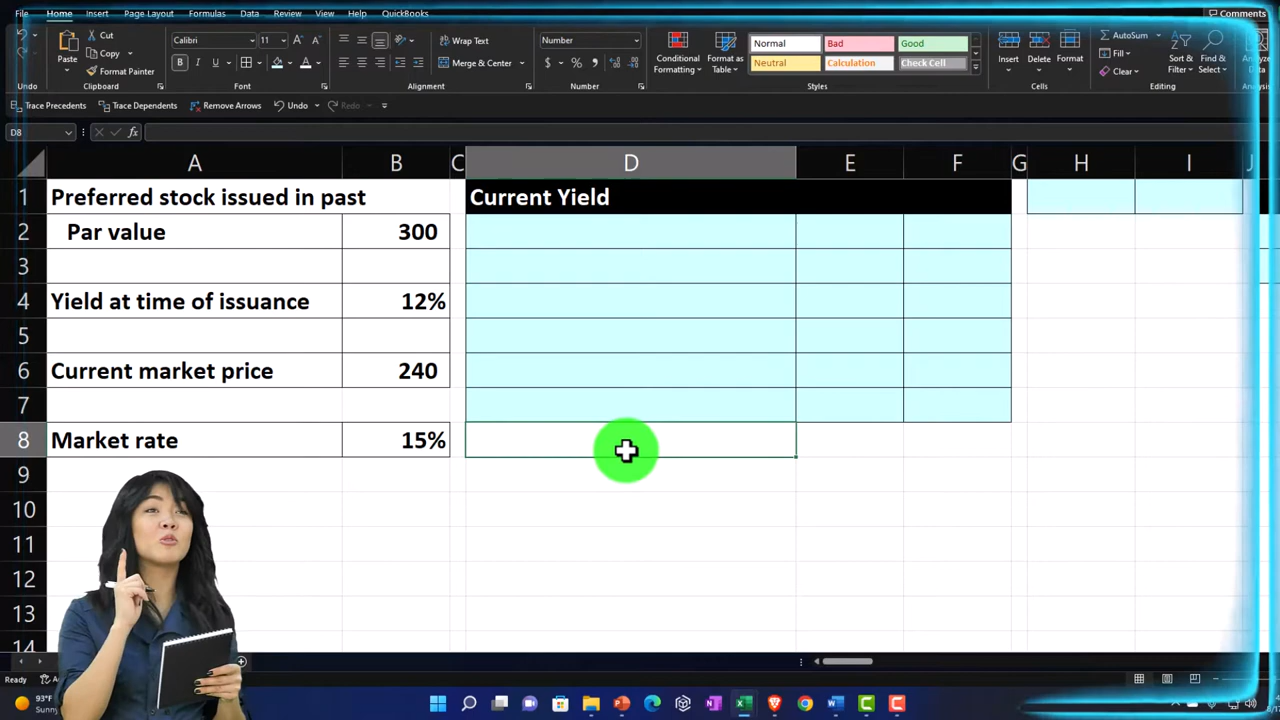 File Home Insert Page Layout Formulas Data Review View Help QuickBooks Comments
Cut
Copy
Format Painter
Paste
Calibri 11
B I U
Wrap Text
Merge & Center
Number
$ % ,
Conditional Formatting
Format as Table
Normal Bad Good
Neutral Calculation Check Cell
Insert Delete Format
AutoSum
Fill
Clear
Sort & Filter
Find & Select
Undo Clipboard Font Alignment Number Styles Cells Editing
Trace Precedents Trace Dependents Remove Arrows Undo Redo
D8 fx
A B C D E F G H I J
1 Preferred stock issued in past Current Yield
2 Par value 300
3
4 Yield at time of issuance 12%
5
6 Current market price 240
7
8 Market rate 15%
9
10
11
12
13
14
Ready
93°F
Sunny